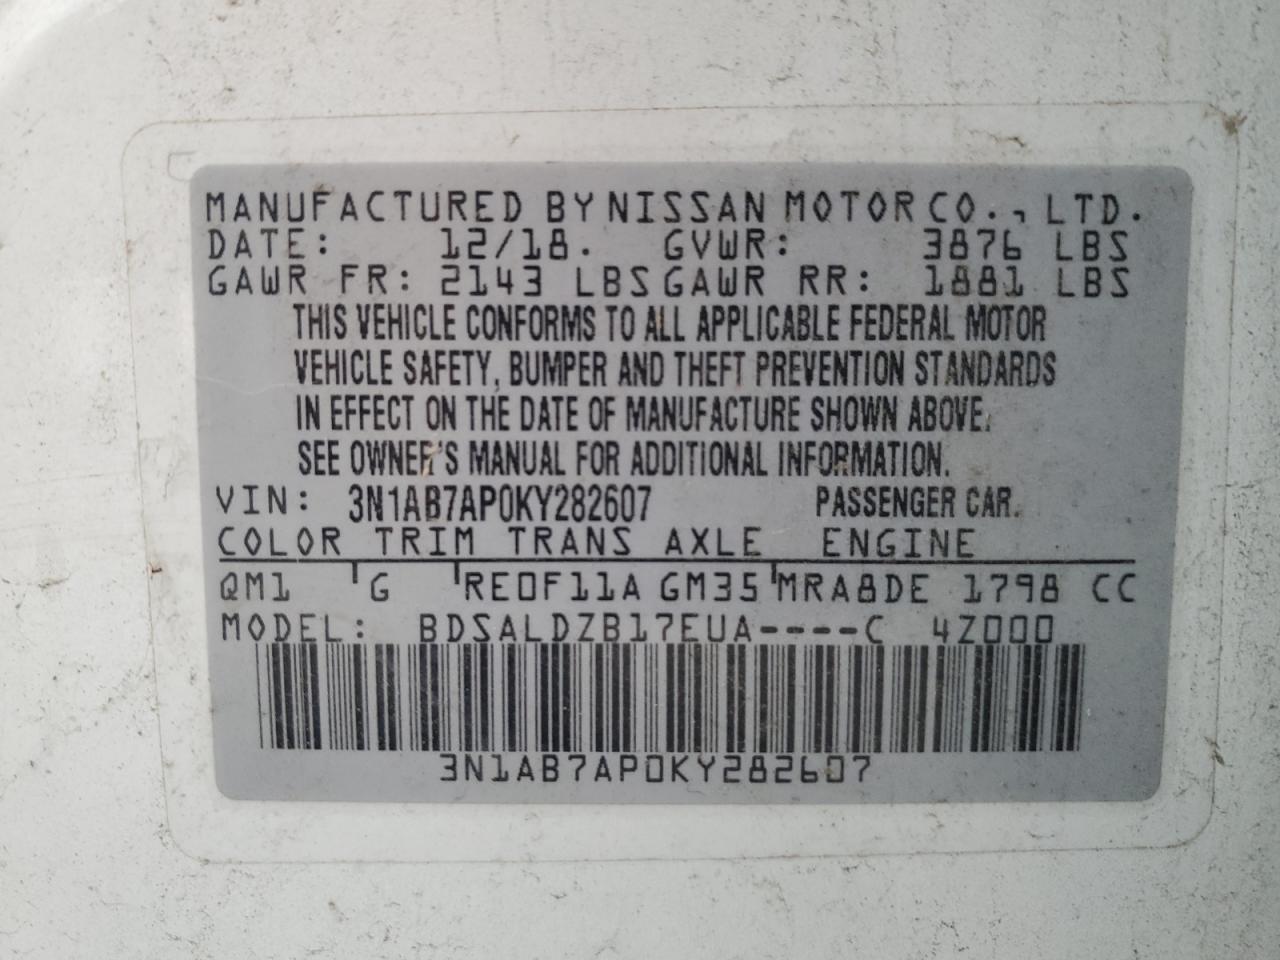 MANUFACTURED BY NISSAN MOTOR CO., LTD.
DATE: 12/18. GVWR: 3876 LBS
GAWR FR: 2143 LBS GAWR RR: 1881 LBS
THIS VEHICLE CONFORMS TO ALL APPLICABLE FEDERAL MOTOR
VEHICLE SAFETY, BUMPER AND THEFT PREVENTION STANDARDS
IN EFFECT ON THE DATE OF MANUFACTURE SHOWN ABOVE.
SEE OWNER'S MANUAL FOR ADDITIONAL INFORMATION.
VIN: 3N1AB7AP0KY282607 PASSENGER CAR.
COLOR TRIM TRANS AXLE ENGINE
QM1 G RE0F11A GM35 MRA8DE 1798 CC
MODEL: BDSALDZB17EUA----C 4Z000
3N1AB7AP0KY282607